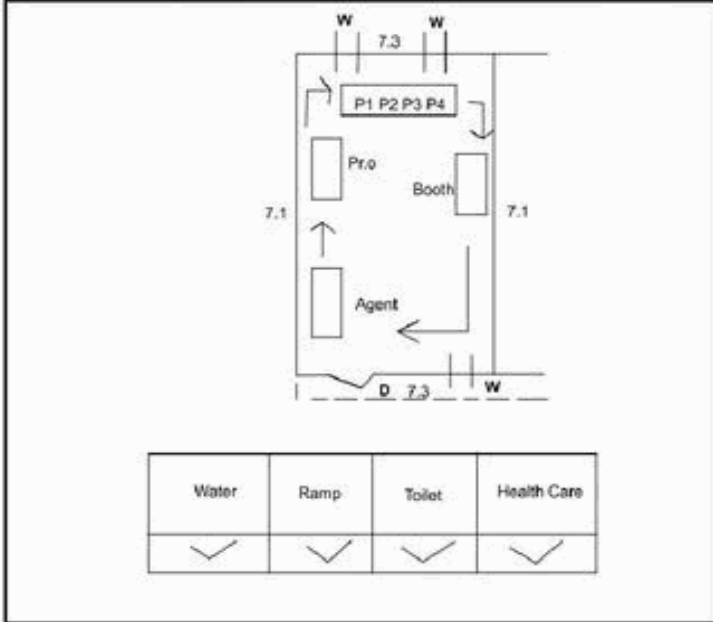 W W
7.3
P1 P2 P3 P4
Pr.o
Booth
7.1 7.1
Agent
D 7.3 W
Water Ramp Toilet Health Care